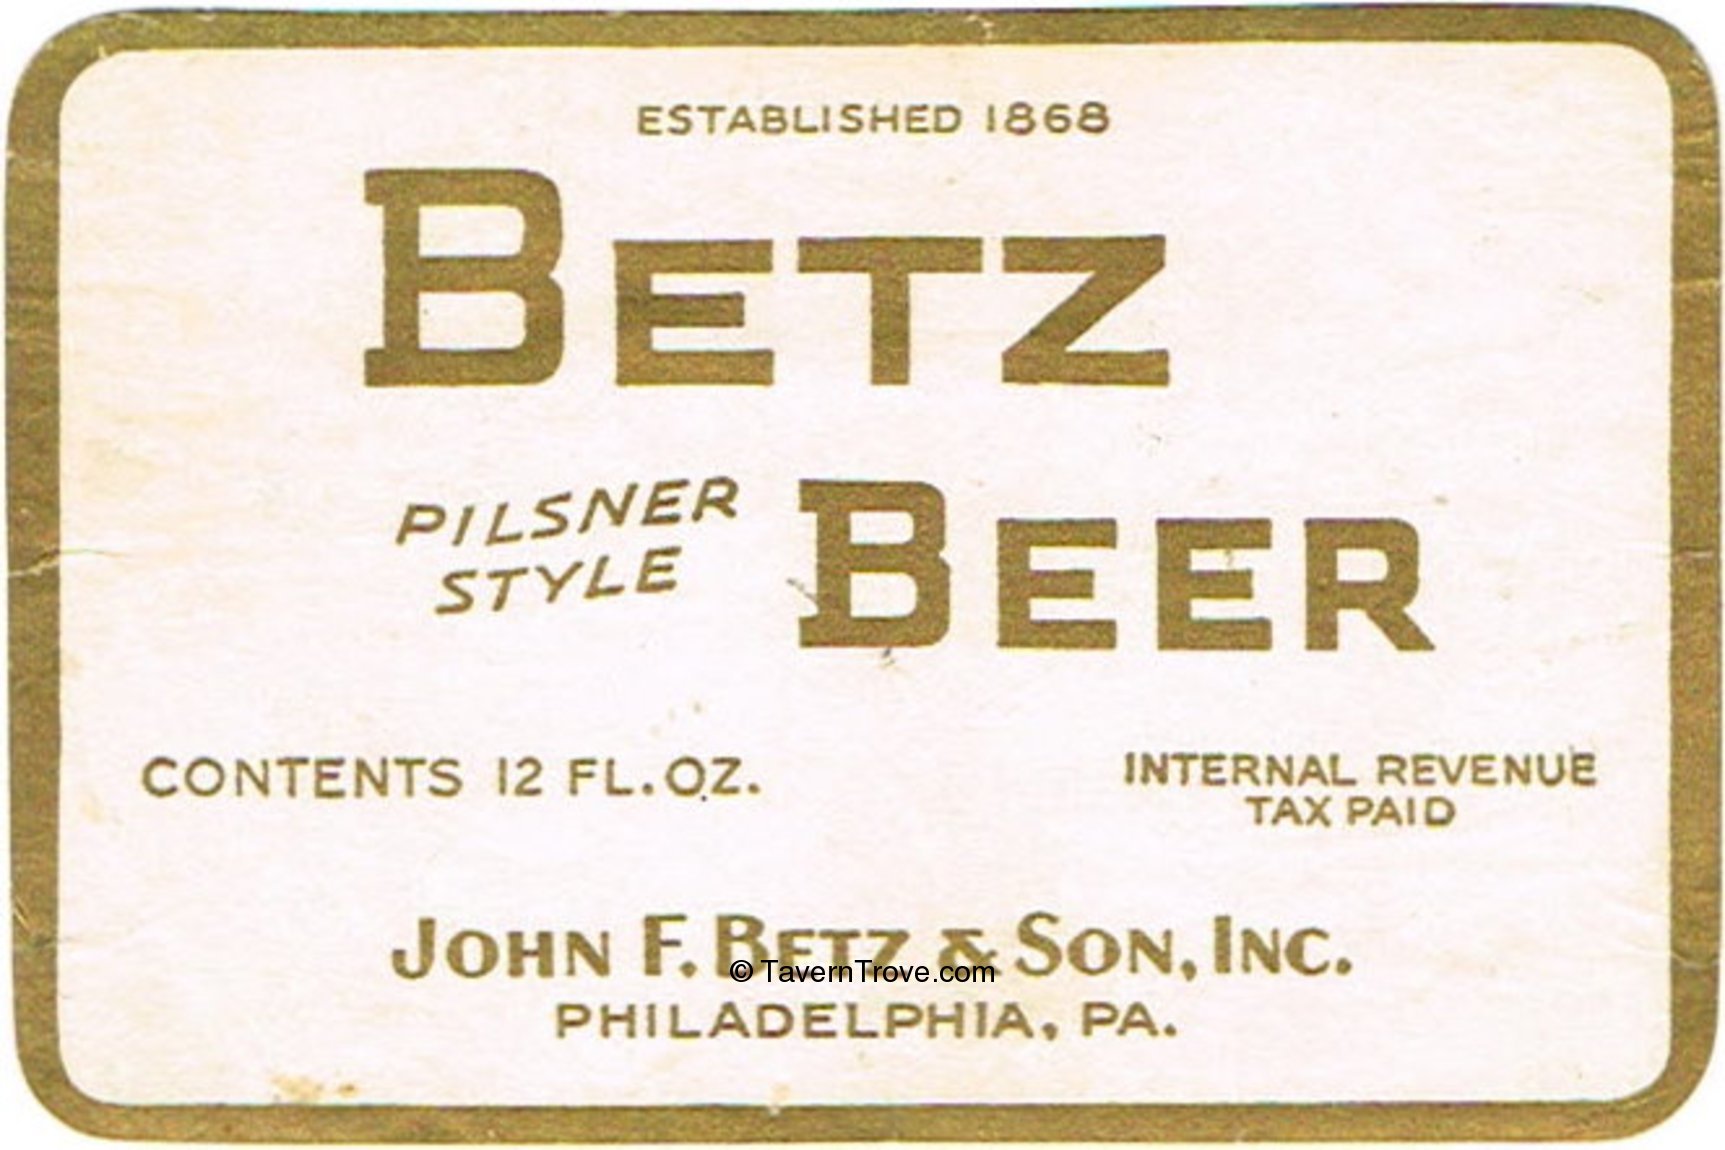 ESTABLISHED 1868
BETZ
PILSNER
STYLE
BEER
CONTENTS 12 FL. OZ.
INTERNAL REVENUE
TAX PAID
JOHN F. BETZ & SON, INC.
© TavernTrove.com
PHILADELPHIA, PA.